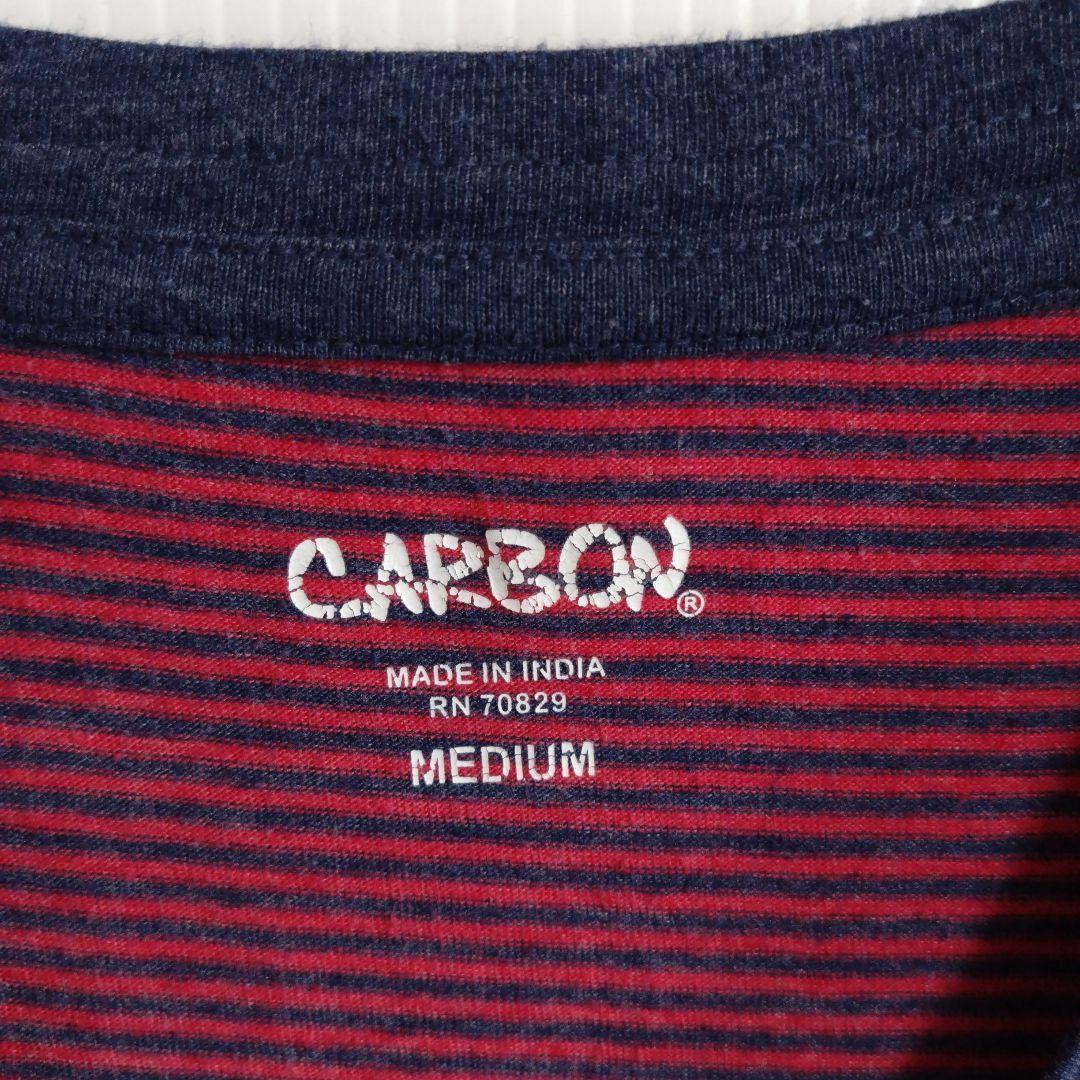 CARBON®
MADE IN INDIA
RN 70829
MEDIUM